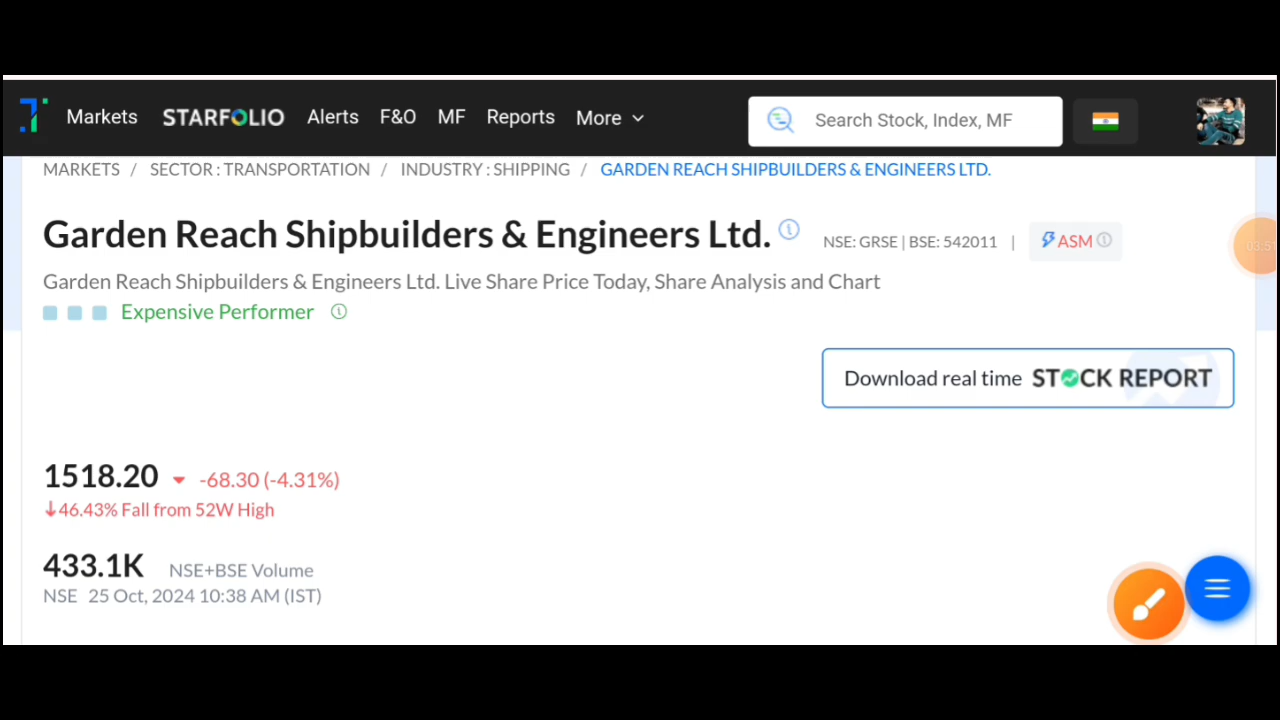 Markets STARFOLIO Alerts F&O MF Reports More Search Stock, Index, MF
MARKETS / SECTOR : TRANSPORTATION / INDUSTRY : SHIPPING / GARDEN REACH SHIPBUILDERS & ENGINEERS LTD.
Garden Reach Shipbuilders & Engineers Ltd. NSE: GRSE | BSE: 542011 | ASM
Garden Reach Shipbuilders & Engineers Ltd. Live Share Price Today, Share Analysis and Chart
Expensive Performer
Download real time STOCK REPORT
1518.20 -68.30 (-4.31%)
↓46.43% Fall from 52W High
433.1K NSE+BSE Volume
NSE 25 Oct, 2024 10:38 AM (IST)